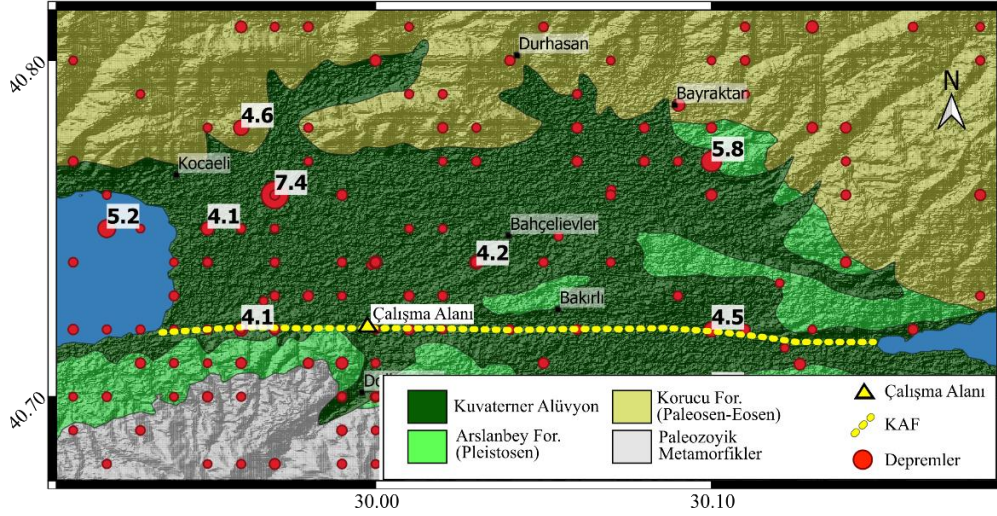 40.80
Durhasan
N
Bayraktar
4.6
5.8
Kocaeli
7.4
5.2
4.1
Bahçelievler
4.2
Bakırlı
4.1
Çalışma Alanı
4.5
40.70
Kuvaterner Alüvyon
Arslanbey For.
(Pleistosen)
Korucu For.
(Paleosen-Eosen)
Paleozoyik
Metamorfikler
Çalışma Alanı
KAF
Depremler
30.00
30.10